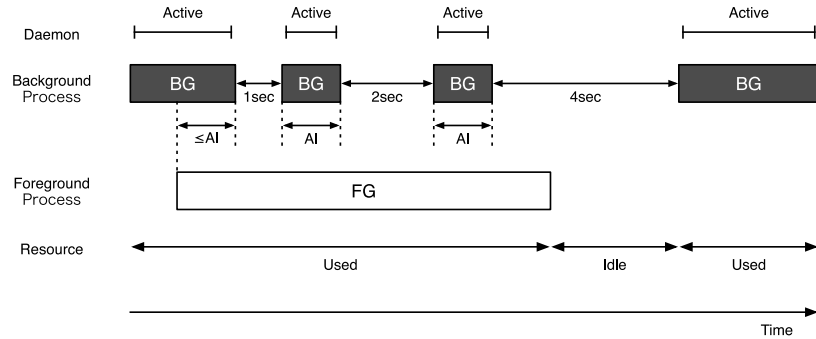 Active Active Active Active
Daemon
Background
Process
BG BG BG BG
1sec 2sec 4sec
≤AI AI AI
Foreground
Process
FG
Resource
Used Idle Used
Time